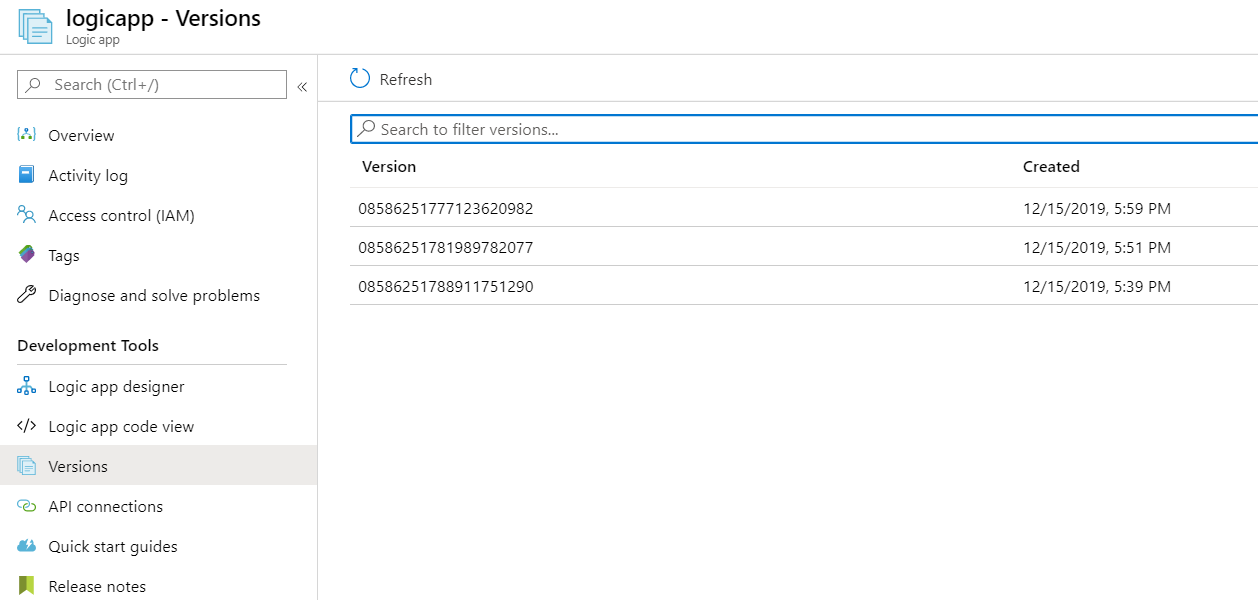 logicapp - Versions
Logic app
Search (Ctrl+/)
«
Overview
Activity log
Access control (IAM)
Tags
Diagnose and solve problems
Development Tools
Logic app designer
Logic app code view
Versions
API connections
Quick start guides
Release notes
Refresh
Search to filter versions...
Version Created
08586251777123620982 12/15/2019, 5:59 PM
08586251781989782077 12/15/2019, 5:51 PM
08586251788911751290 12/15/2019, 5:39 PM